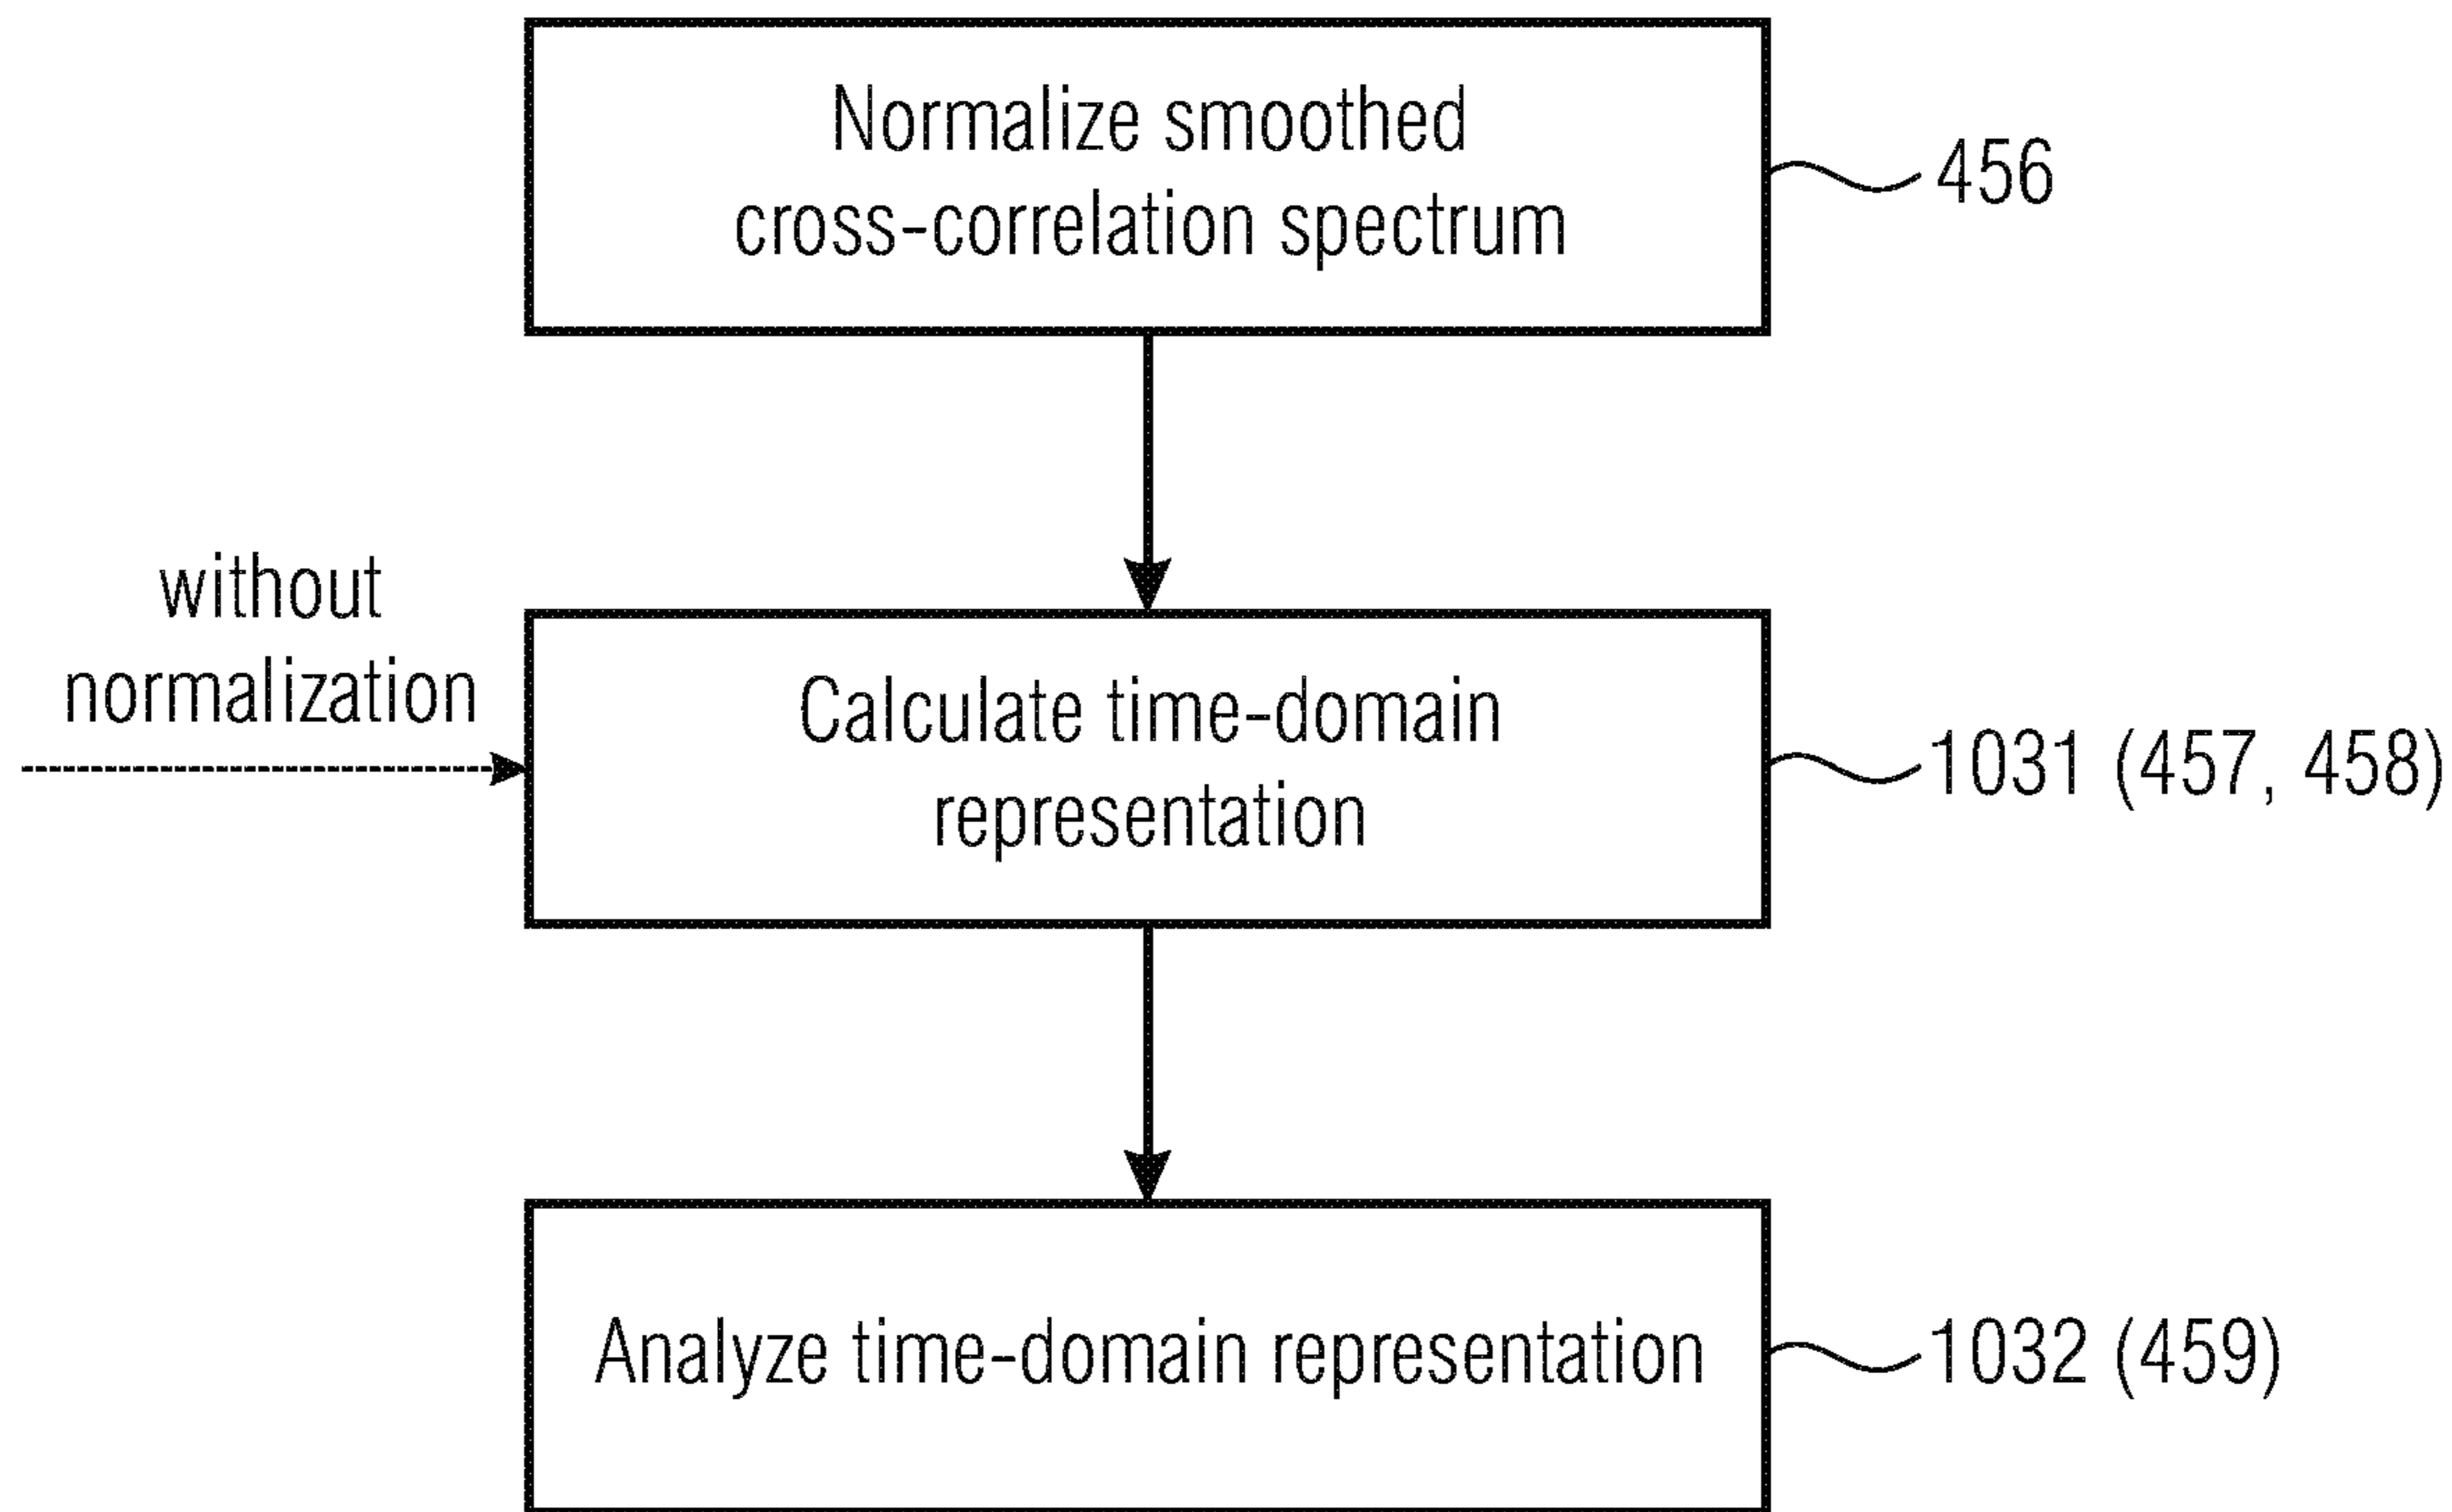 Normalize smoothed
cross-correlation spectrum
456
without
normalization
Calculate time-domain
representation
1031 (457, 458)
Analyze time-domain representation
1032 (459)